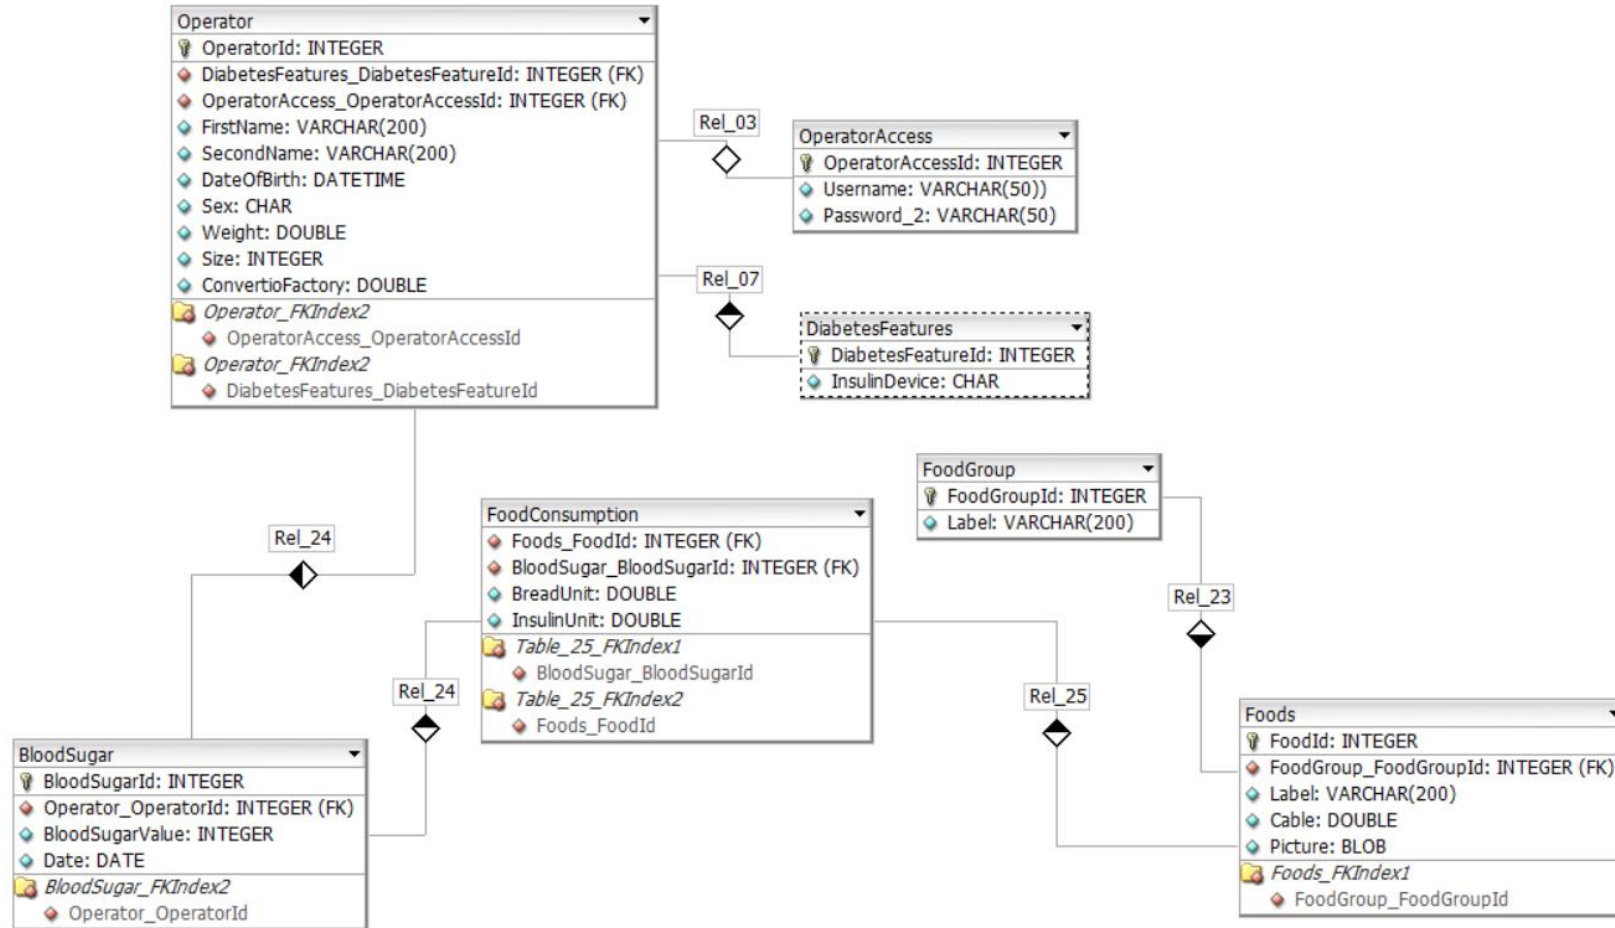 Operator
OperatorId: INTEGER
DiabetesFeatures_DiabetesFeatureId: INTEGER (FK)
OperatorAccess_OperatorAccessId: INTEGER (FK)
FirstName: VARCHAR(200)
SecondName: VARCHAR(200)
DateOfBirth: DATETIME
Sex: CHAR
Weight: DOUBLE
Size: INTEGER
ConvertioFactory: DOUBLE
Operator_FKIndex2
OperatorAccess_OperatorAccessId
Operator_FKIndex2
DiabetesFeatures_DiabetesFeatureId
Rel_03
OperatorAccess
OperatorAccessId: INTEGER
Username: VARCHAR(50))
Password_2: VARCHAR(50)
Rel_07
DiabetesFeatures
DiabetesFeatureId: INTEGER
InsulinDevice: CHAR
FoodGroup
FoodGroupId: INTEGER
Label: VARCHAR(200)
Rel_24
FoodConsumption
Foods_FoodId: INTEGER (FK)
BloodSugar_BloodSugarId: INTEGER (FK)
BreadUnit: DOUBLE
InsulinUnit: DOUBLE
Table_25_FKIndex1
BloodSugar_BloodSugarId
Table_25_FKIndex2
Foods_FoodId
Rel_23
Rel_24
Rel_25
BloodSugar
BloodSugarId: INTEGER
Operator_OperatorId: INTEGER (FK)
BloodSugarValue: INTEGER
Date: DATE
BloodSugar_FKIndex2
Operator_OperatorId
Foods
FoodId: INTEGER
FoodGroup_FoodGroupId: INTEGER (FK)
Label: VARCHAR(200)
Cable: DOUBLE
Picture: BLOB
Foods_FKIndex1
FoodGroup_FoodGroupId